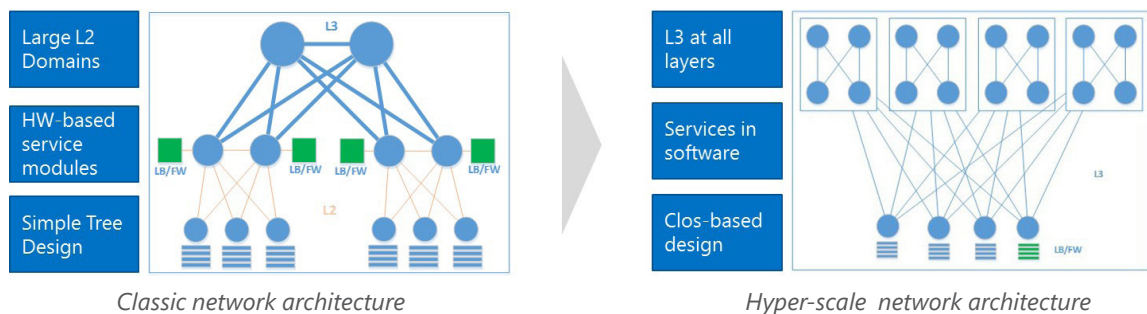 Large L2
Domains
HW-based
service
modules
Simple Tree
Design
L3
LB/FW
LB/FW
LB/FW
LB/FW
L2
Classic network architecture
L3 at all
layers
Services in
software
Clos-based
design
L3
LB/FW
Hyper-scale network architecture